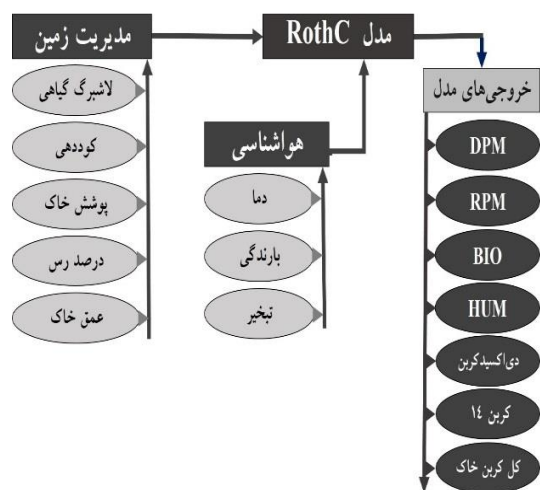 مدیریت زمین
لاشبرگ گیاهی
کوددهی
پوشش خاک
درصد رس
عمق خاک
مدل RothC
هواشناسی
دما
بارندگی
تبخیر
خروجی‌های مدل
DPM
RPM
BIO
HUM
دی‌اکسیدکربن
کربن ١٤
کل کربن خاک